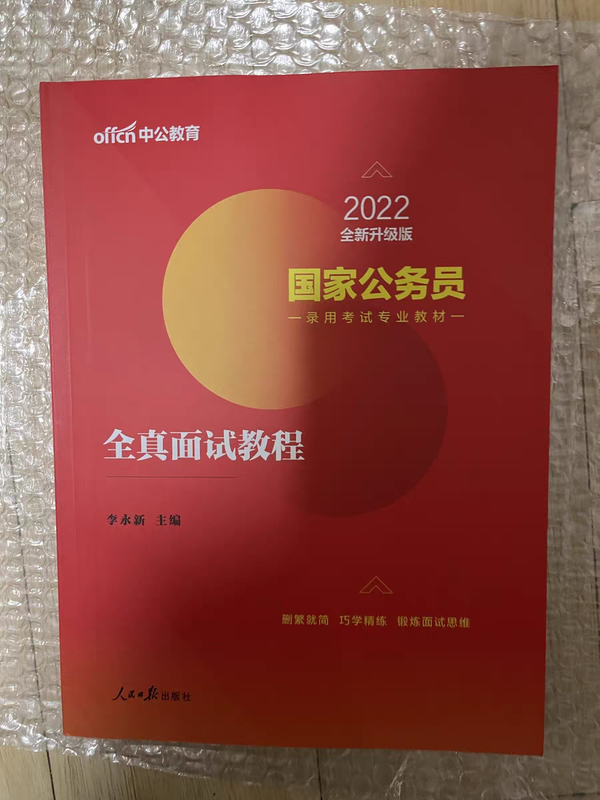 offcn中公教育
2022
全新升级版
国家公务员
一录用考试专业教材一
全真面试教程
李永新 主编
删繁就简 巧学精练 锻炼面试思维
人民日报出版社